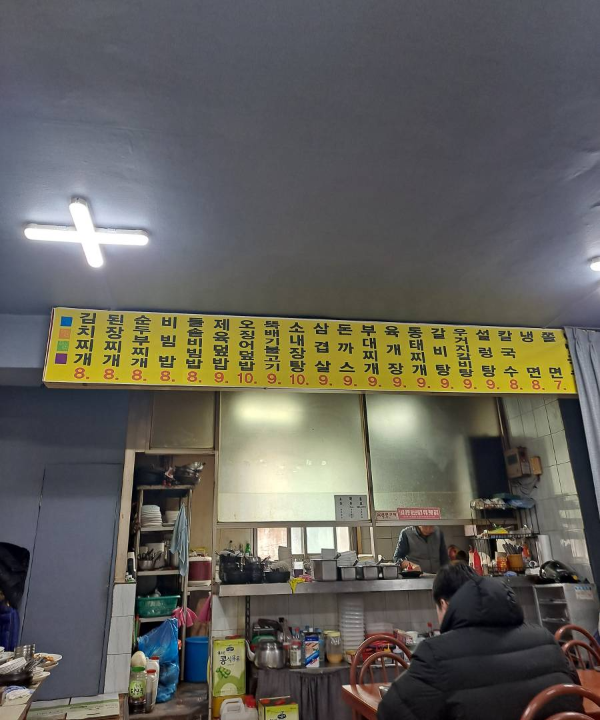 김치찌개 8.
된장찌개 8.
순두부찌개 8.
비빔밥 8.
돌솥비빔밥 8.
제육덮밥 9.
오징어덮밥 10.
뚝배기불고기 9.
소내장탕 10.
삼겹살 9.
돈까스 9.
부대찌개 9.
육개장 9.
동태찌개 9.
갈비탕 9.
우거지갈비탕 9.
설렁탕 9.
칼국수 8.
냉면 8.
쫄면 7.
콩식용유